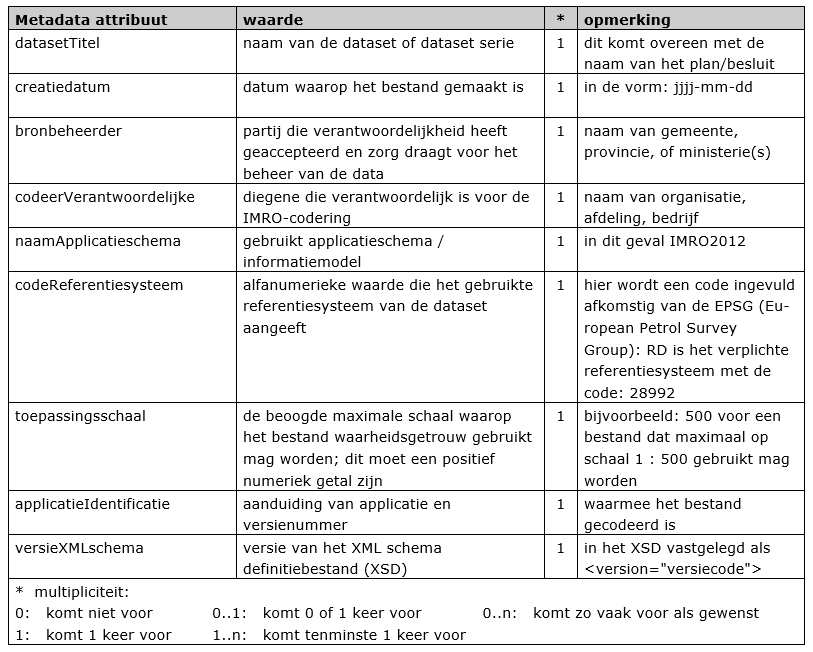 Metadata attribuut waarde * opmerking
datasetTitel naam van de dataset of dataset serie 1 dit komt overeen met de
naam van het plan/besluit
creatiedatum datum waarop het bestand gemaakt is 1 in de vorm: jjjj-mm-dd
bronbeheerder partij die verantwoordelijkheid heeft 1 naam van gemeente,
geaccepteerd en zorg draagt voor het provincie, of ministerie(s)
beheer van de data
codeerVerantwoordelijke diegene die verantwoordelijk is voor de 1 naam van organisatie,
IMRO-codering afdeling, bedrijf
naamApplicatieschema gebruikt applicatieschema / 1 in dit geval IMRO2012
informatiemodel
codeReferentiesysteem alfanumerieke waarde die het gebruikte 1 hier wordt een code ingevuld
referentiesysteem van de dataset afkomstig van de EPSG (Eu-
aangeeft ropean Petrol Survey
Group): RD is het verplichte
referentiesysteem met de
code: 28992
toepassingsschaal de beoogde maximale schaal waarop 1 bijvoorbeeld: 500 voor een
het bestand waarheidsgetrouw gebruikt bestand dat maximaal op
mag worden; dit moet een positief schaal 1 : 500 gebruikt mag
numeriek getal zijn worden
applicatieIdentificatie aanduiding van applicatie en 1 waarmee het bestand
versienummer gecodeerd is
versieXMLschema versie van het XML schema 1 in het XSD vastgelegd als
definitiebestand (XSD) <version="versiecode">
* multipliciteit:
0: komt niet voor 0..1: komt 0 of 1 keer voor 0..n: komt zo vaak voor als gewenst
1: komt 1 keer voor 1..n: komt tenminste 1 keer voor